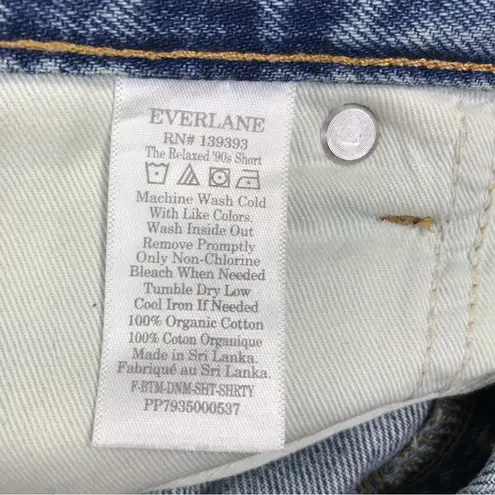 EVERLANE
RN# 139393
The Relaxed '90s Short
Machine Wash Cold
With Like Colors.
Wash Inside Out
Remove Promptly
Only Non-Chlorine
Bleach When Needed
Tumble Dry Low
Cool Iron If Needed
100% Organic Cotton
100% Coton Organique
Made in Sri Lanka.
Fabriqué au Sri Lanka.
F-BTM-DNM-SHT-SHRTY
PP7935000537